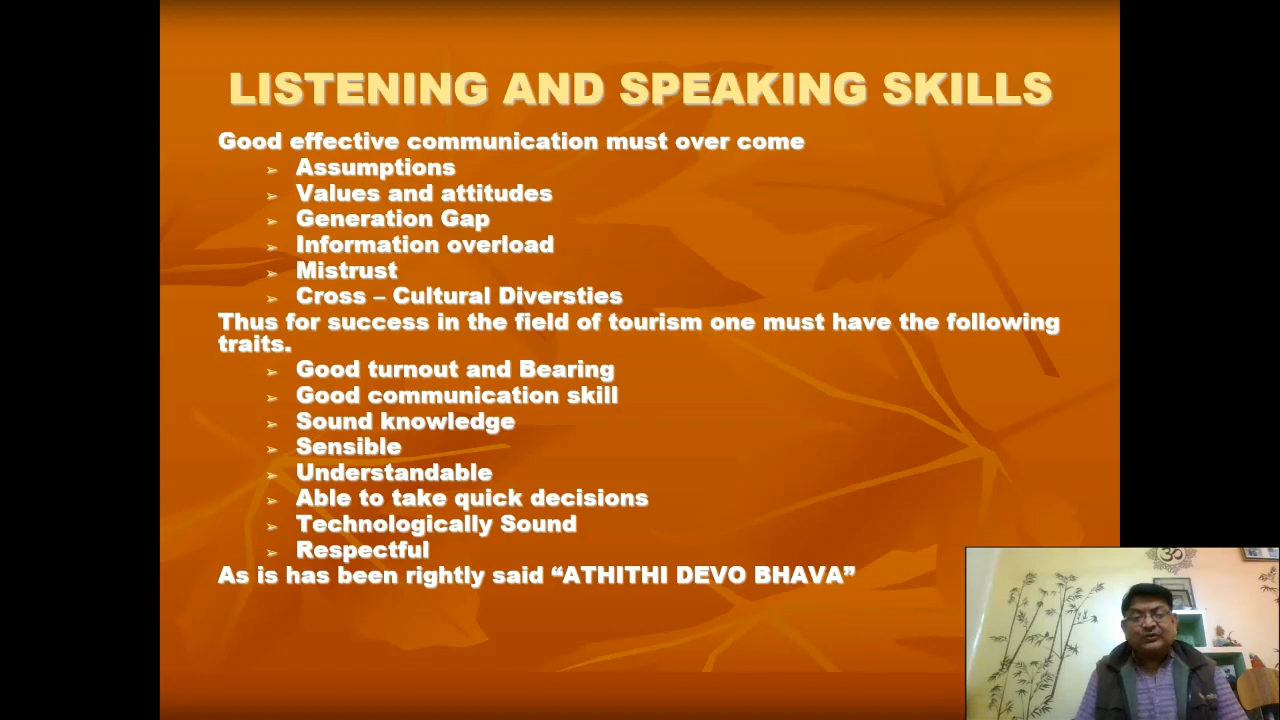 LISTENING AND SPEAKING SKILLS
Good effective communication must over come
➢ Assumptions
➢ Values and attitudes
➢ Generation Gap
➢ Information overload
➢ Mistrust
➢ Cross – Cultural Diversties
Thus for success in the field of tourism one must have the following
traits.
➢ Good turnout and Bearing
➢ Good communication skill
➢ Sound knowledge
➢ Sensible
➢ Understandable
➢ Able to take quick decisions
➢ Technologically Sound
➢ Respectful
As is has been rightly said “ATHITHI DEVO BHAVA”
ॐ